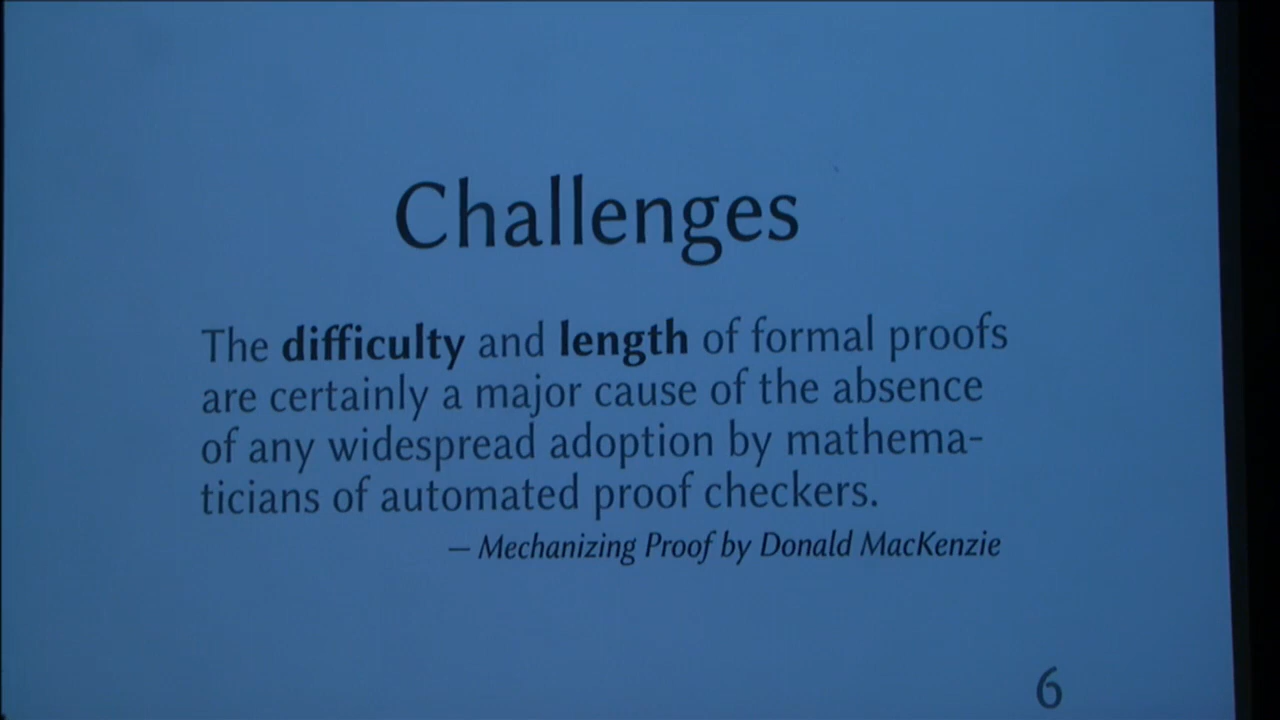 Challenges
The difficulty and length of formal proofs
are certainly a major cause of the absence
of any widespread adoption by mathema-
ticians of automated proof checkers.
– Mechanizing Proof by Donald MacKenzie
6